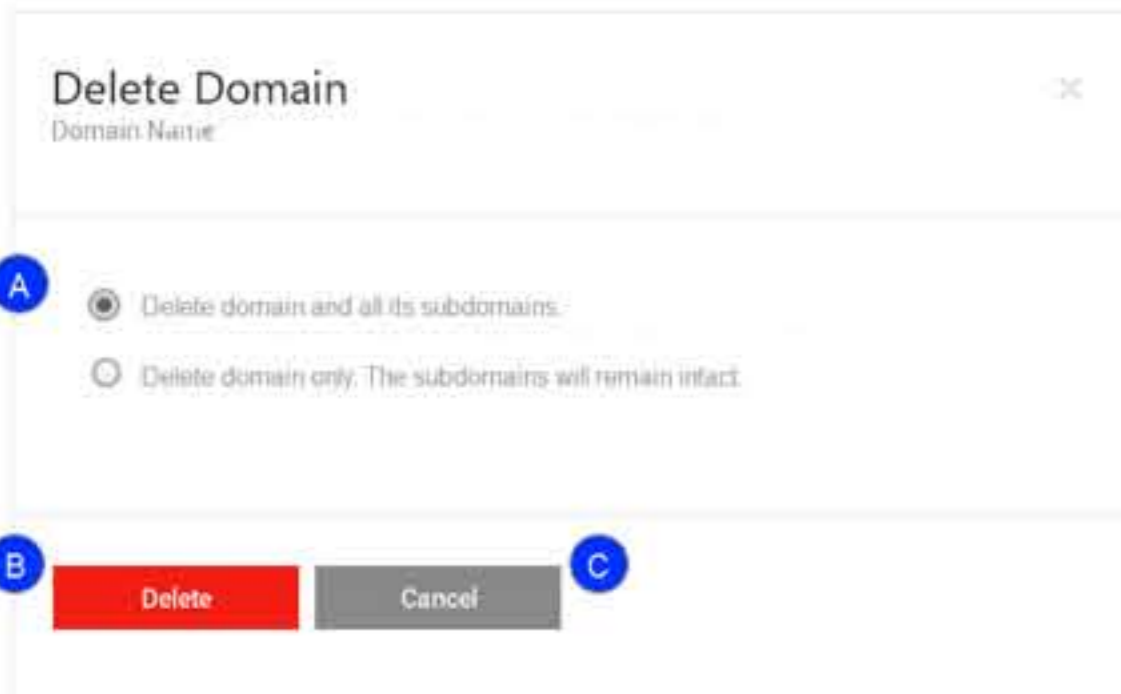 Delete Domain
Domain Name
A
Delete domain and all its subdomains.
Delete domain only. The subdomains will remain intact.
B
C
Delete
Cancel